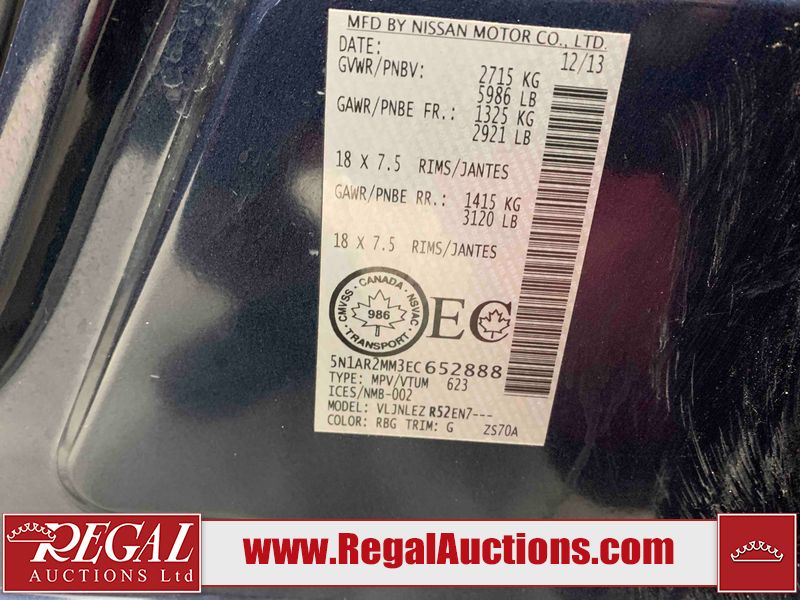 MFD BY NISSAN MOTOR CO., LTD.
DATE: 12/13
GVWR/PNBV: 2715 KG
5986 LB
GAWR/PNBE FR.: 1325 KG
2921 LB
18 X 7.5 RIMS/JANTES
GAWR/PNBE RR.: 1415 KG
3120 LB
18 X 7.5 RIMS/JANTES
CMVSS · CANADA · NSVAC
986
TRANSPORT
EC
5N1AR2MM3EC652888
TYPE: MPV/VTUM 623
ICES/NMB-002
MODEL: VLJNLEZ R52EN7---
COLOR: RBG TRIM: G ZS70A
REGAL
AUCTIONS Ltd
www.RegalAuctions.com